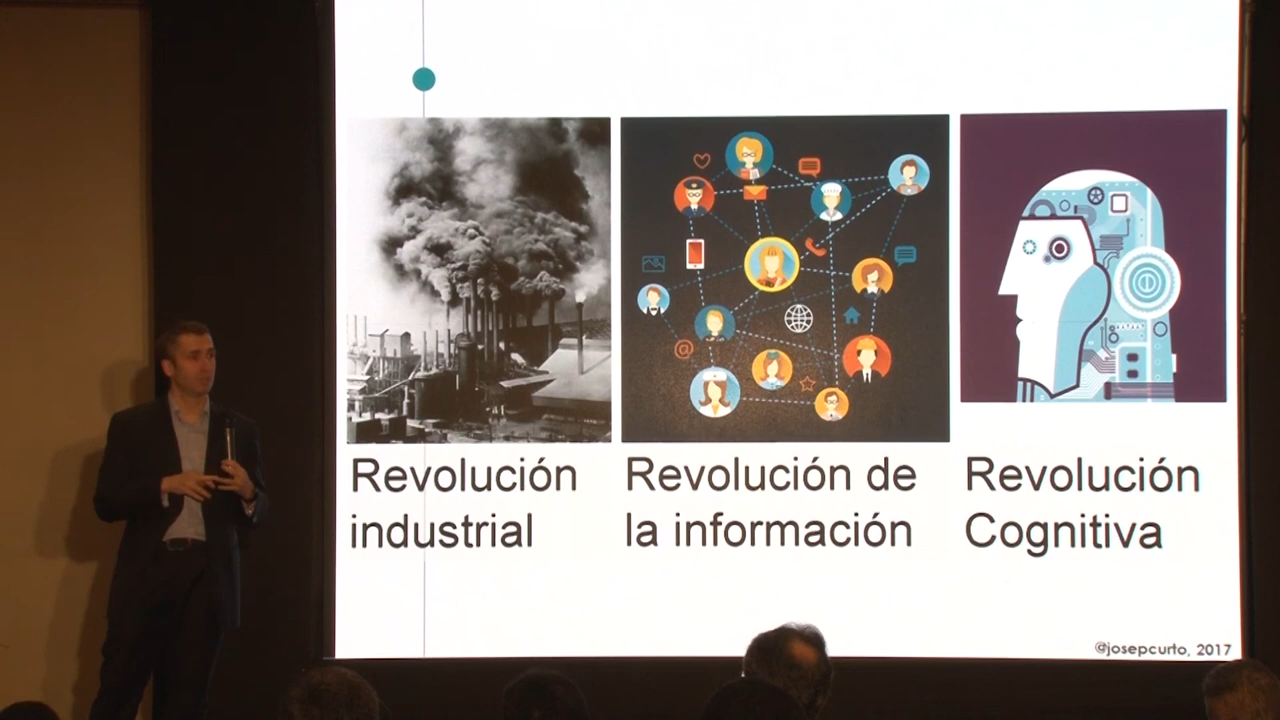 Revolución
industrial
Revolución de
la información
Revolución
Cognitiva
@josepcurto, 2017